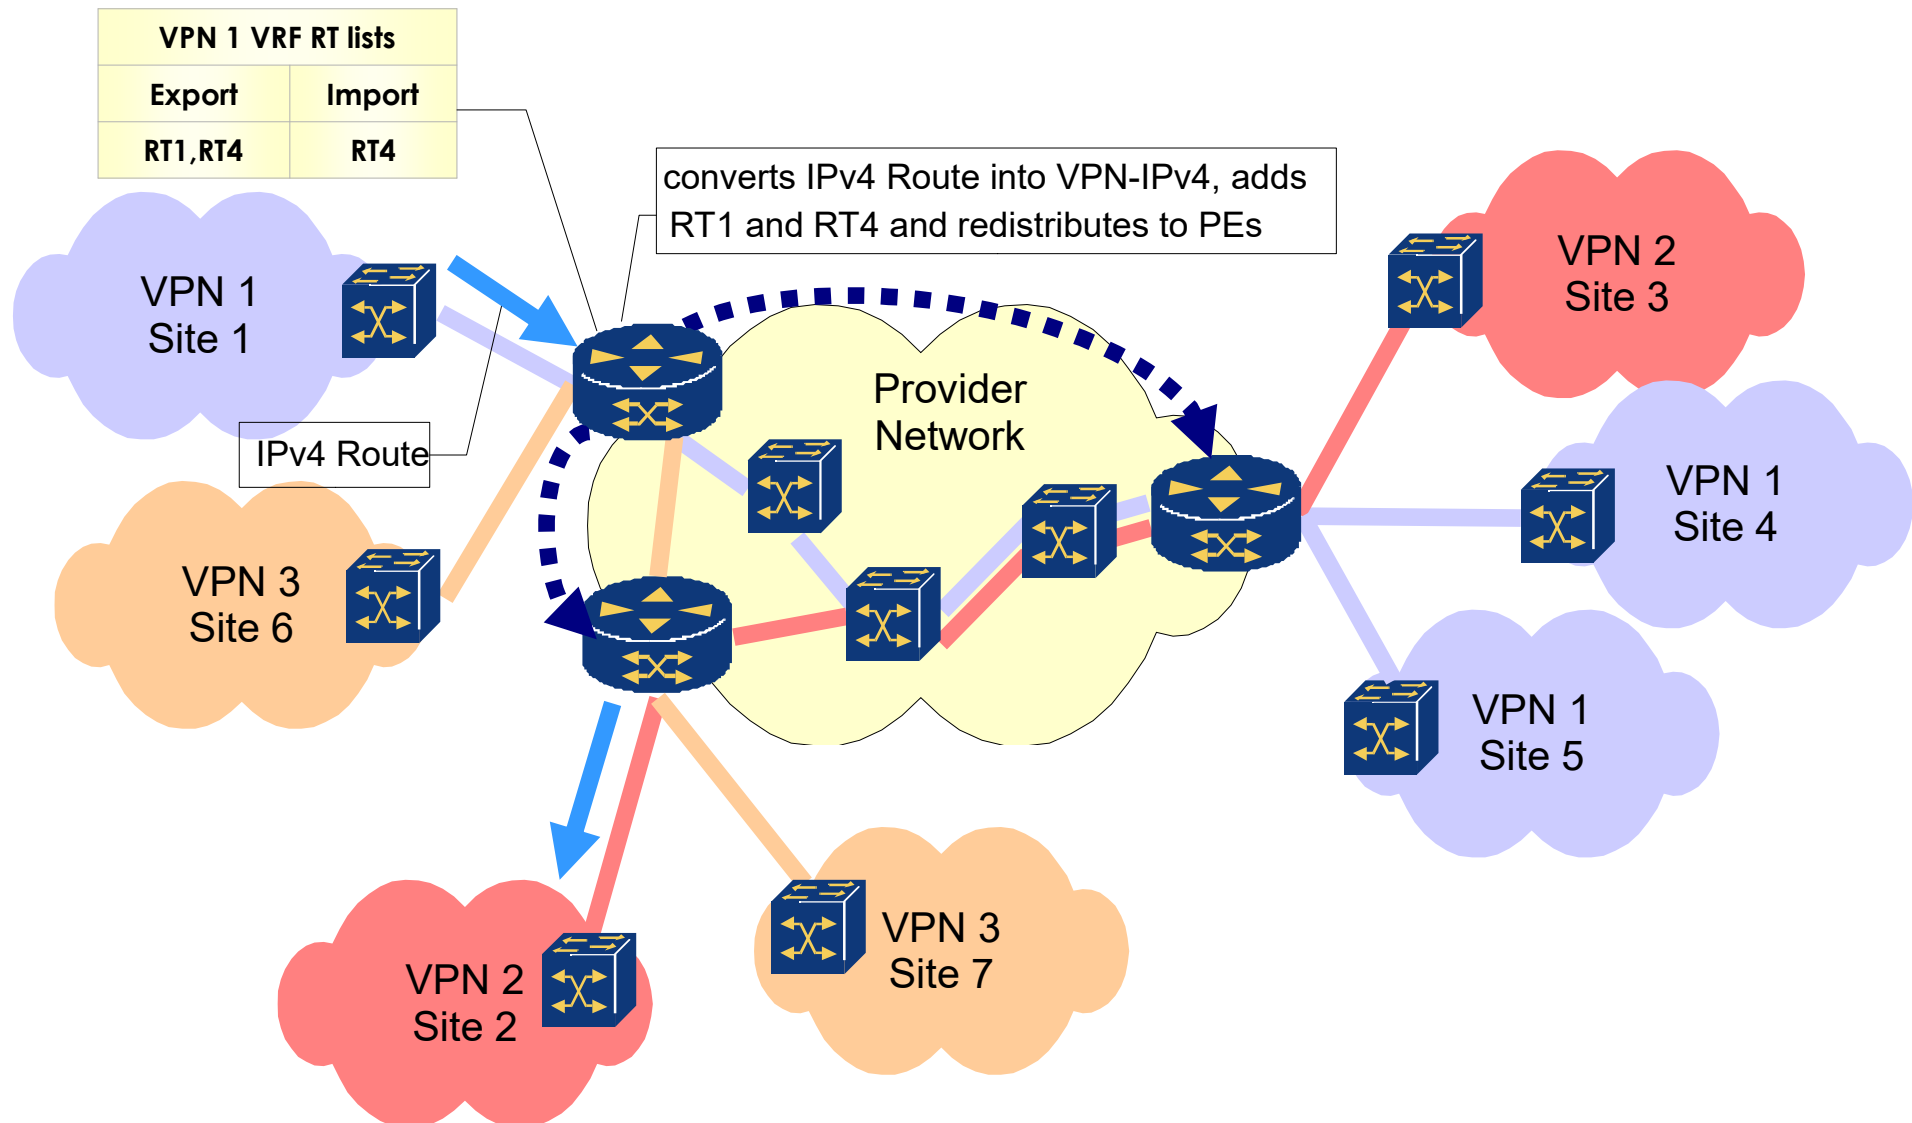 VPN 1 VRF RT lists
Export Import
RT1,RT4 RT4
converts IPv4 Route into VPN-IPv4, adds
RT1 and RT4 and redistributes to PEs
VPN 1
Site 1
IPv4 Route
Provider
Network
VPN 2
Site 3
VPN 1
Site 4
VPN 3
Site 6
VPN 1
Site 5
VPN 2
Site 2
VPN 3
Site 7